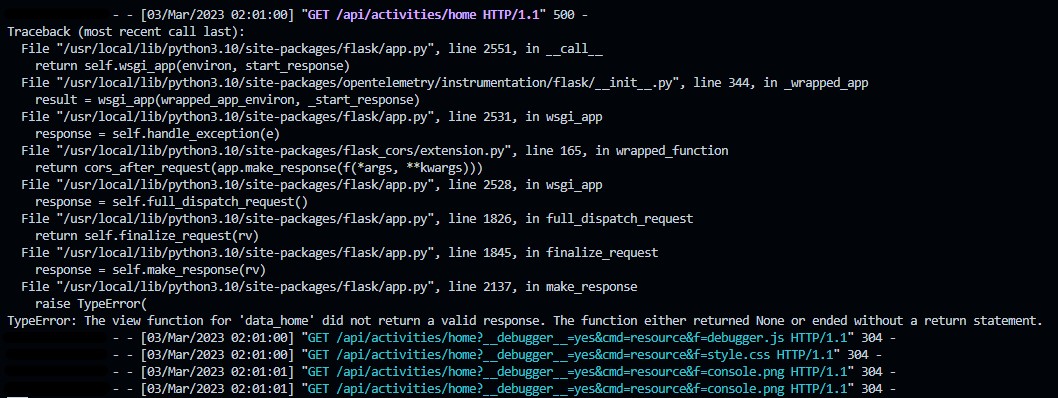 - - [03/Mar/2023 02:01:00] "GET /api/activities/home HTTP/1.1" 500 -
Traceback (most recent call last):
  File "/usr/local/lib/python3.10/site-packages/flask/app.py", line 2551, in __call__
    return self.wsgi_app(environ, start_response)
  File "/usr/local/lib/python3.10/site-packages/opentelemetry/instrumentation/flask/__init__.py", line 344, in _wrapped_app
    result = wsgi_app(wrapped_app_environ, _start_response)
  File "/usr/local/lib/python3.10/site-packages/flask/app.py", line 2531, in wsgi_app
    response = self.handle_exception(e)
  File "/usr/local/lib/python3.10/site-packages/flask_cors/extension.py", line 165, in wrapped_function
    return cors_after_request(app.make_response(f(*args, **kwargs)))
  File "/usr/local/lib/python3.10/site-packages/flask/app.py", line 2528, in wsgi_app
    response = self.full_dispatch_request()
  File "/usr/local/lib/python3.10/site-packages/flask/app.py", line 1826, in full_dispatch_request
    return self.finalize_request(rv)
  File "/usr/local/lib/python3.10/site-packages/flask/app.py", line 1845, in finalize_request
    response = self.make_response(rv)
  File "/usr/local/lib/python3.10/site-packages/flask/app.py", line 2137, in make_response
    raise TypeError(
TypeError: The view function for 'data_home' did not return a valid response. The function either returned None or ended without a return statement.
- - [03/Mar/2023 02:01:00] "GET /api/activities/home?__debugger__=yes&cmd=resource&f=debugger.js HTTP/1.1" 304 -
- - [03/Mar/2023 02:01:00] "GET /api/activities/home?__debugger__=yes&cmd=resource&f=style.css HTTP/1.1" 304 -
- - [03/Mar/2023 02:01:01] "GET /api/activities/home?__debugger__=yes&cmd=resource&f=console.png HTTP/1.1" 304 -
- - [03/Mar/2023 02:01:01] "GET /api/activities/home?__debugger__=yes&cmd=resource&f=console.png HTTP/1.1" 304 -